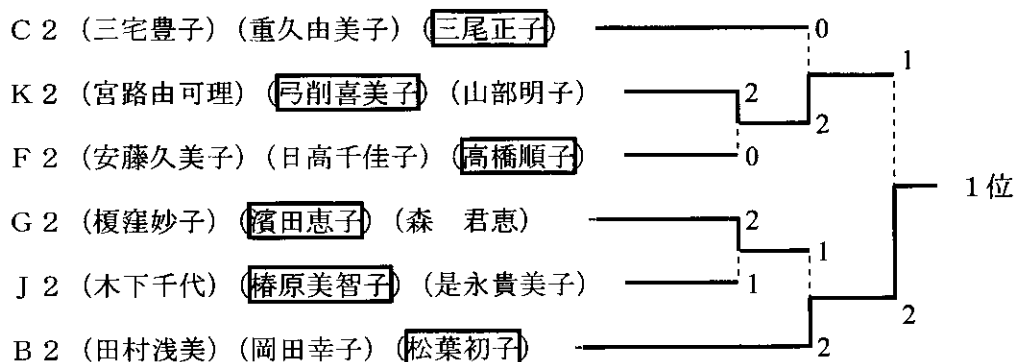 C2 (三宅豊子) (重久由美子) (三尾正子) 0
1
K2 (宮路由可理) (弓削喜美子) (山部明子) 2
2
F2 (安藤久美子) (日高千佳子) (高橋順子) 0
1位
G2 (榎窪妙子) (濱田恵子) (森 君恵) 2
1
J2 (木下千代) (椿原美智子) (是永貴美子) 1
2
B2 (田村浅美) (岡田幸子) (松葉初子) 2